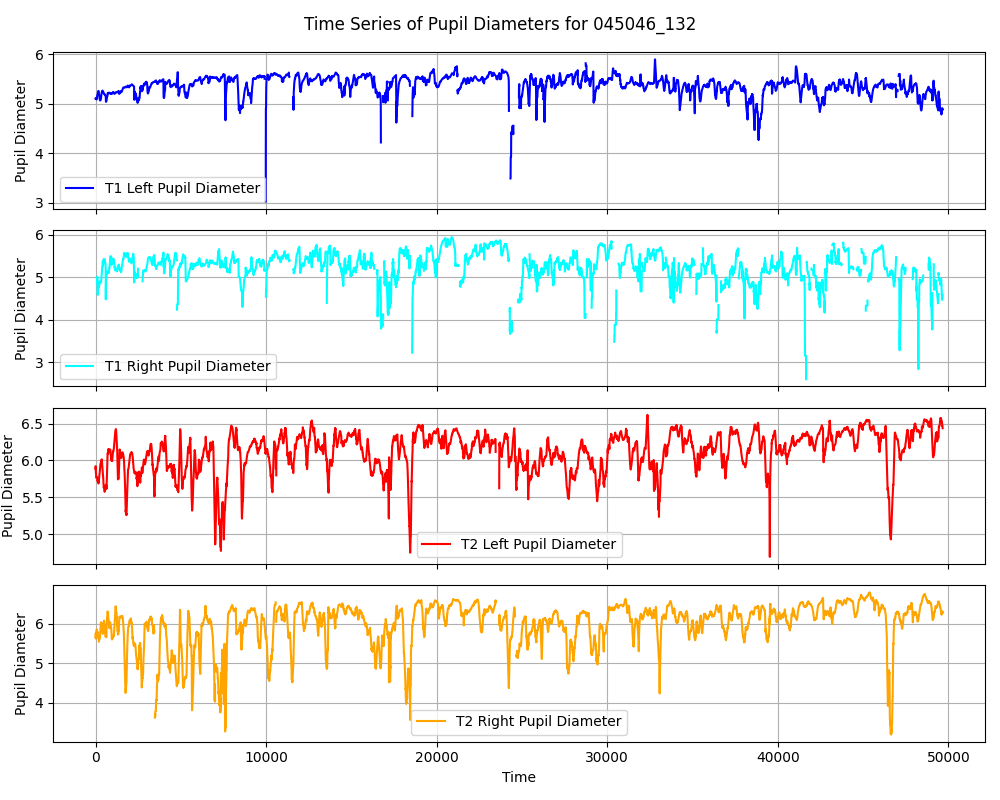 Time Series of Pupil Diameters for 045046_132
Pupil Diameter
6
5
4
3
T1 Left Pupil Diameter
Pupil Diameter
6
5
4
3
T1 Right Pupil Diameter
Pupil Diameter
6.5
6.0
5.5
5.0
T2 Left Pupil Diameter
Pupil Diameter
6
5
4
T2 Right Pupil Diameter
0 10000 20000 30000 40000 50000
Time